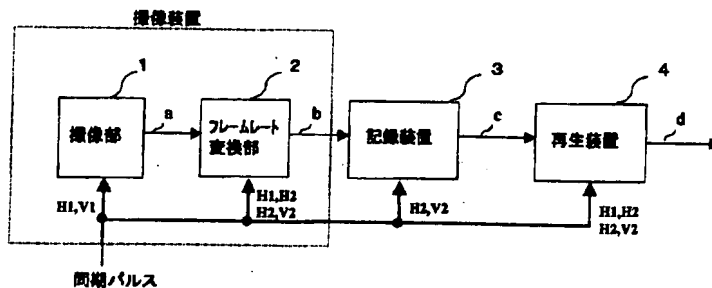 撮像装置
1
2
3
4
撮像部
a
フレームレート
変換部
b
記録装置
c
再生装置
d
H1,V1
H1,H2
H2,V2
H2,V2
H1,H2
H2,V2
同期パルス